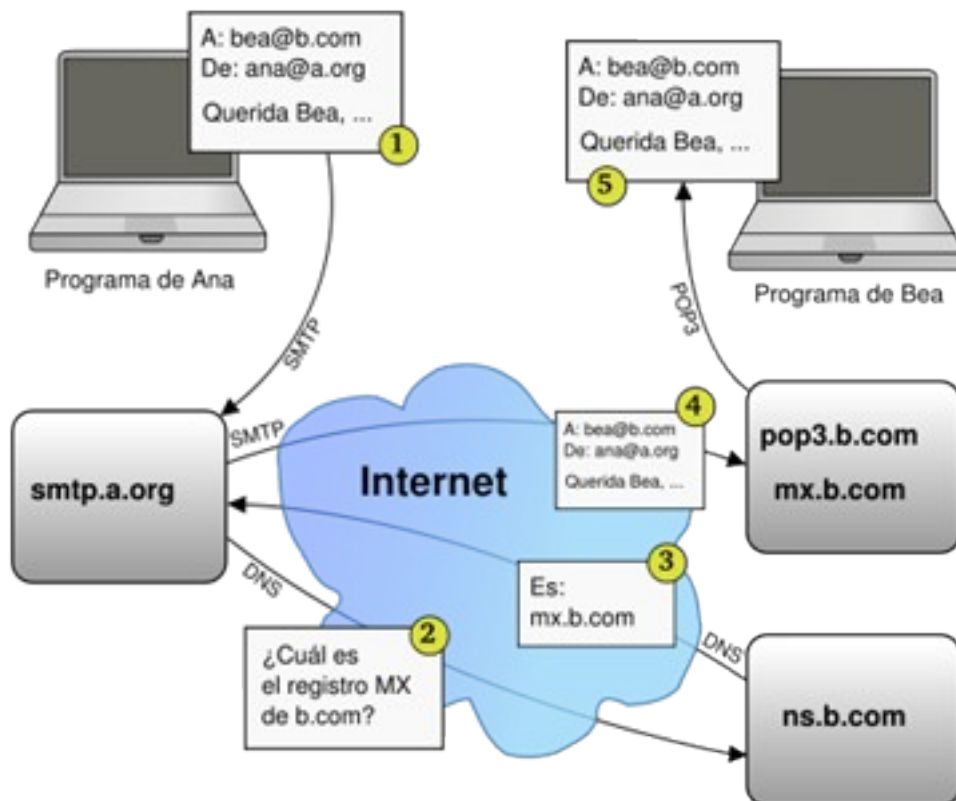 A: bea@b.com
De: ana@a.org
Querida Bea, ...
1
Programa de Ana
A: bea@b.com
De: ana@a.org
Querida Bea, ...
5
Programa de Bea
SMTP
POP3
smtp.a.org
SMTP
Internet
A: bea@b.com
De: ana@a.org
Querida Bea, ...
4
pop3.b.com
mx.b.com
DNS
¿Cuál es
el registro MX
de b.com?
2
Es:
mx.b.com
3
DNS
ns.b.com